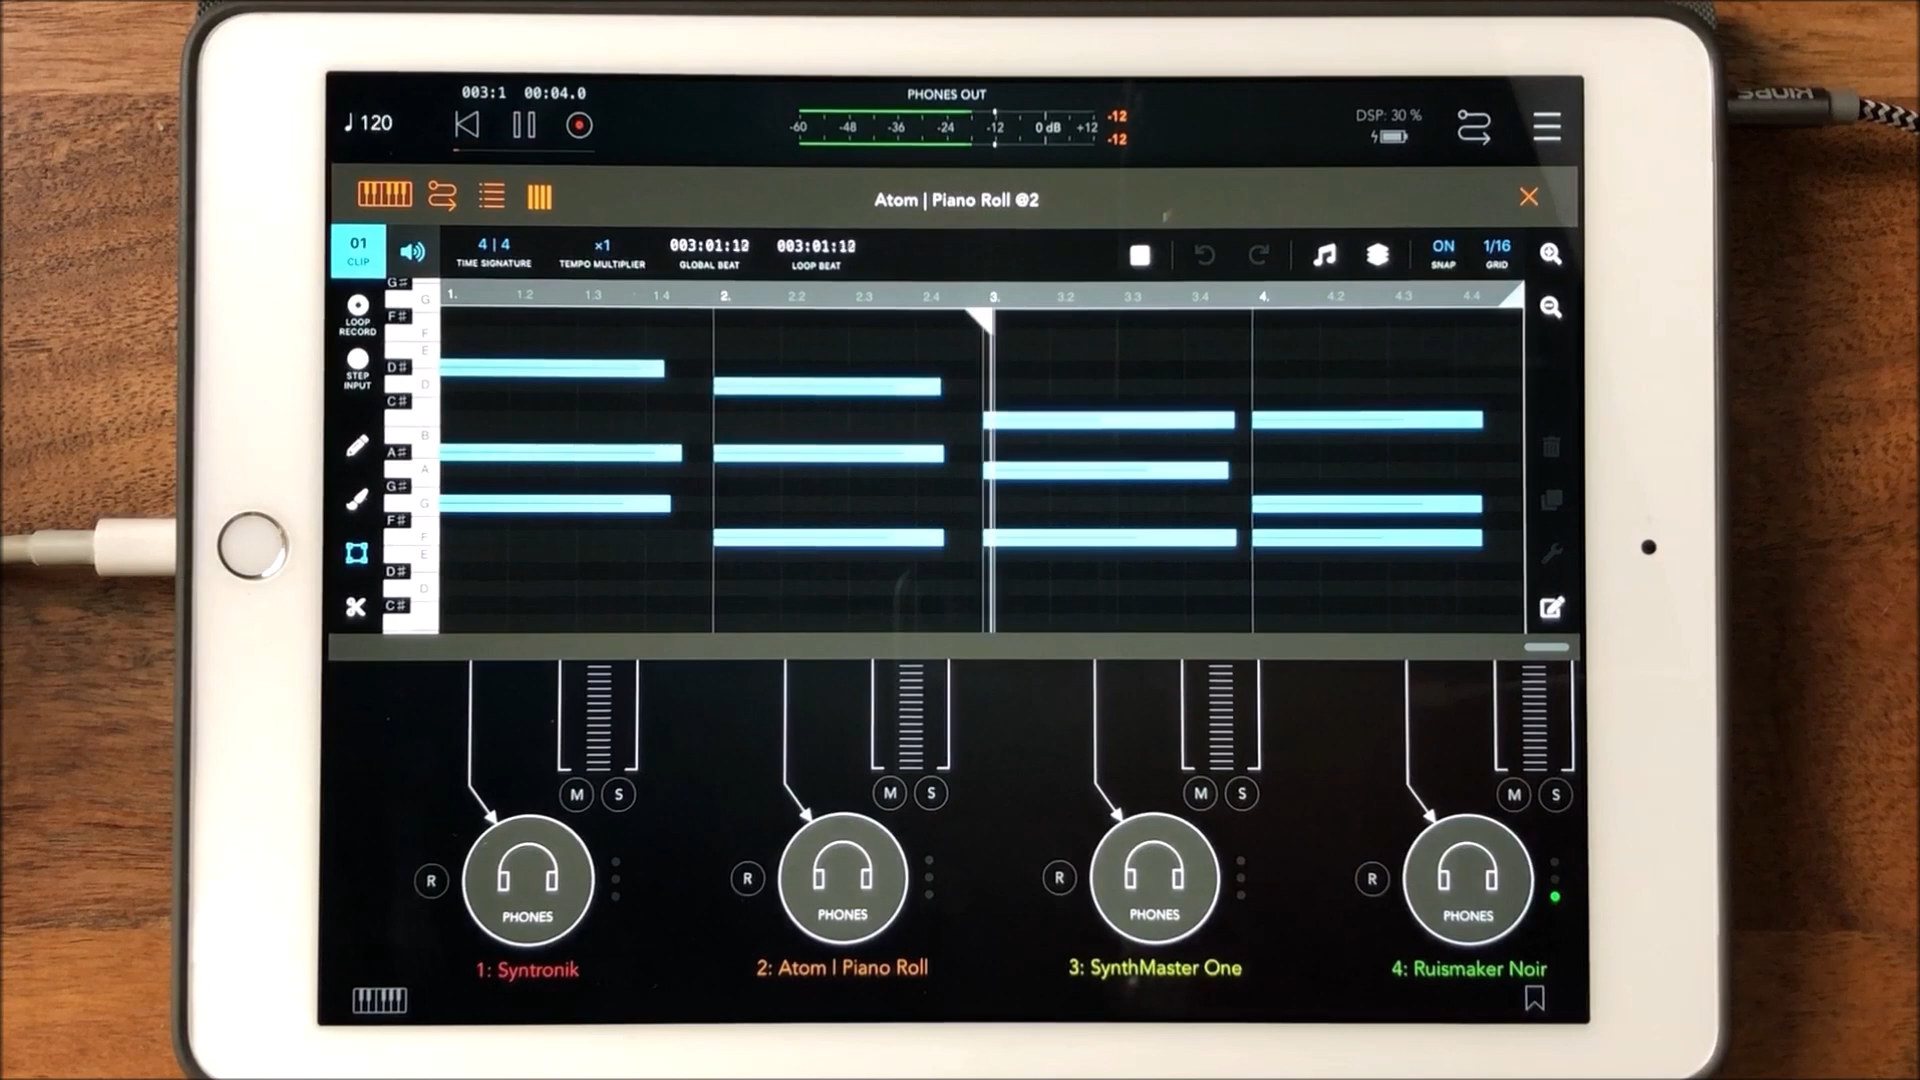 003:1 00:04.0
PHONES OUT
♩ 120
-60 -48 -36 -24 -12 0 dB +12
-12
-12
DSP: 30 %
Atom | Piano Roll @2
01
CLIP
4 | 4
TIME SIGNATURE
×1
TEMPO MULTIPLIER
003:01:12
GLOBAL BEAT
003:01:12
LOOP BEAT
ON
SNAP
1/16
GRID
1. 1.2 1.3 1.4 2. 2.2 2.3 2.4 3. 3.2 3.3 3.4 4. 4.2 4.3 4.4
LOOP
RECORD
STEP
INPUT
G#
G
F#
F
E
D#
D
C#
B
A#
A
G#
G
F#
F
E
D#
D
C#
M S M S M S M S
R R R R
PHONES PHONES PHONES PHONES
1: Syntronik
2: Atom | Piano Roll
3: SynthMaster One
4: Ruismaker Noir